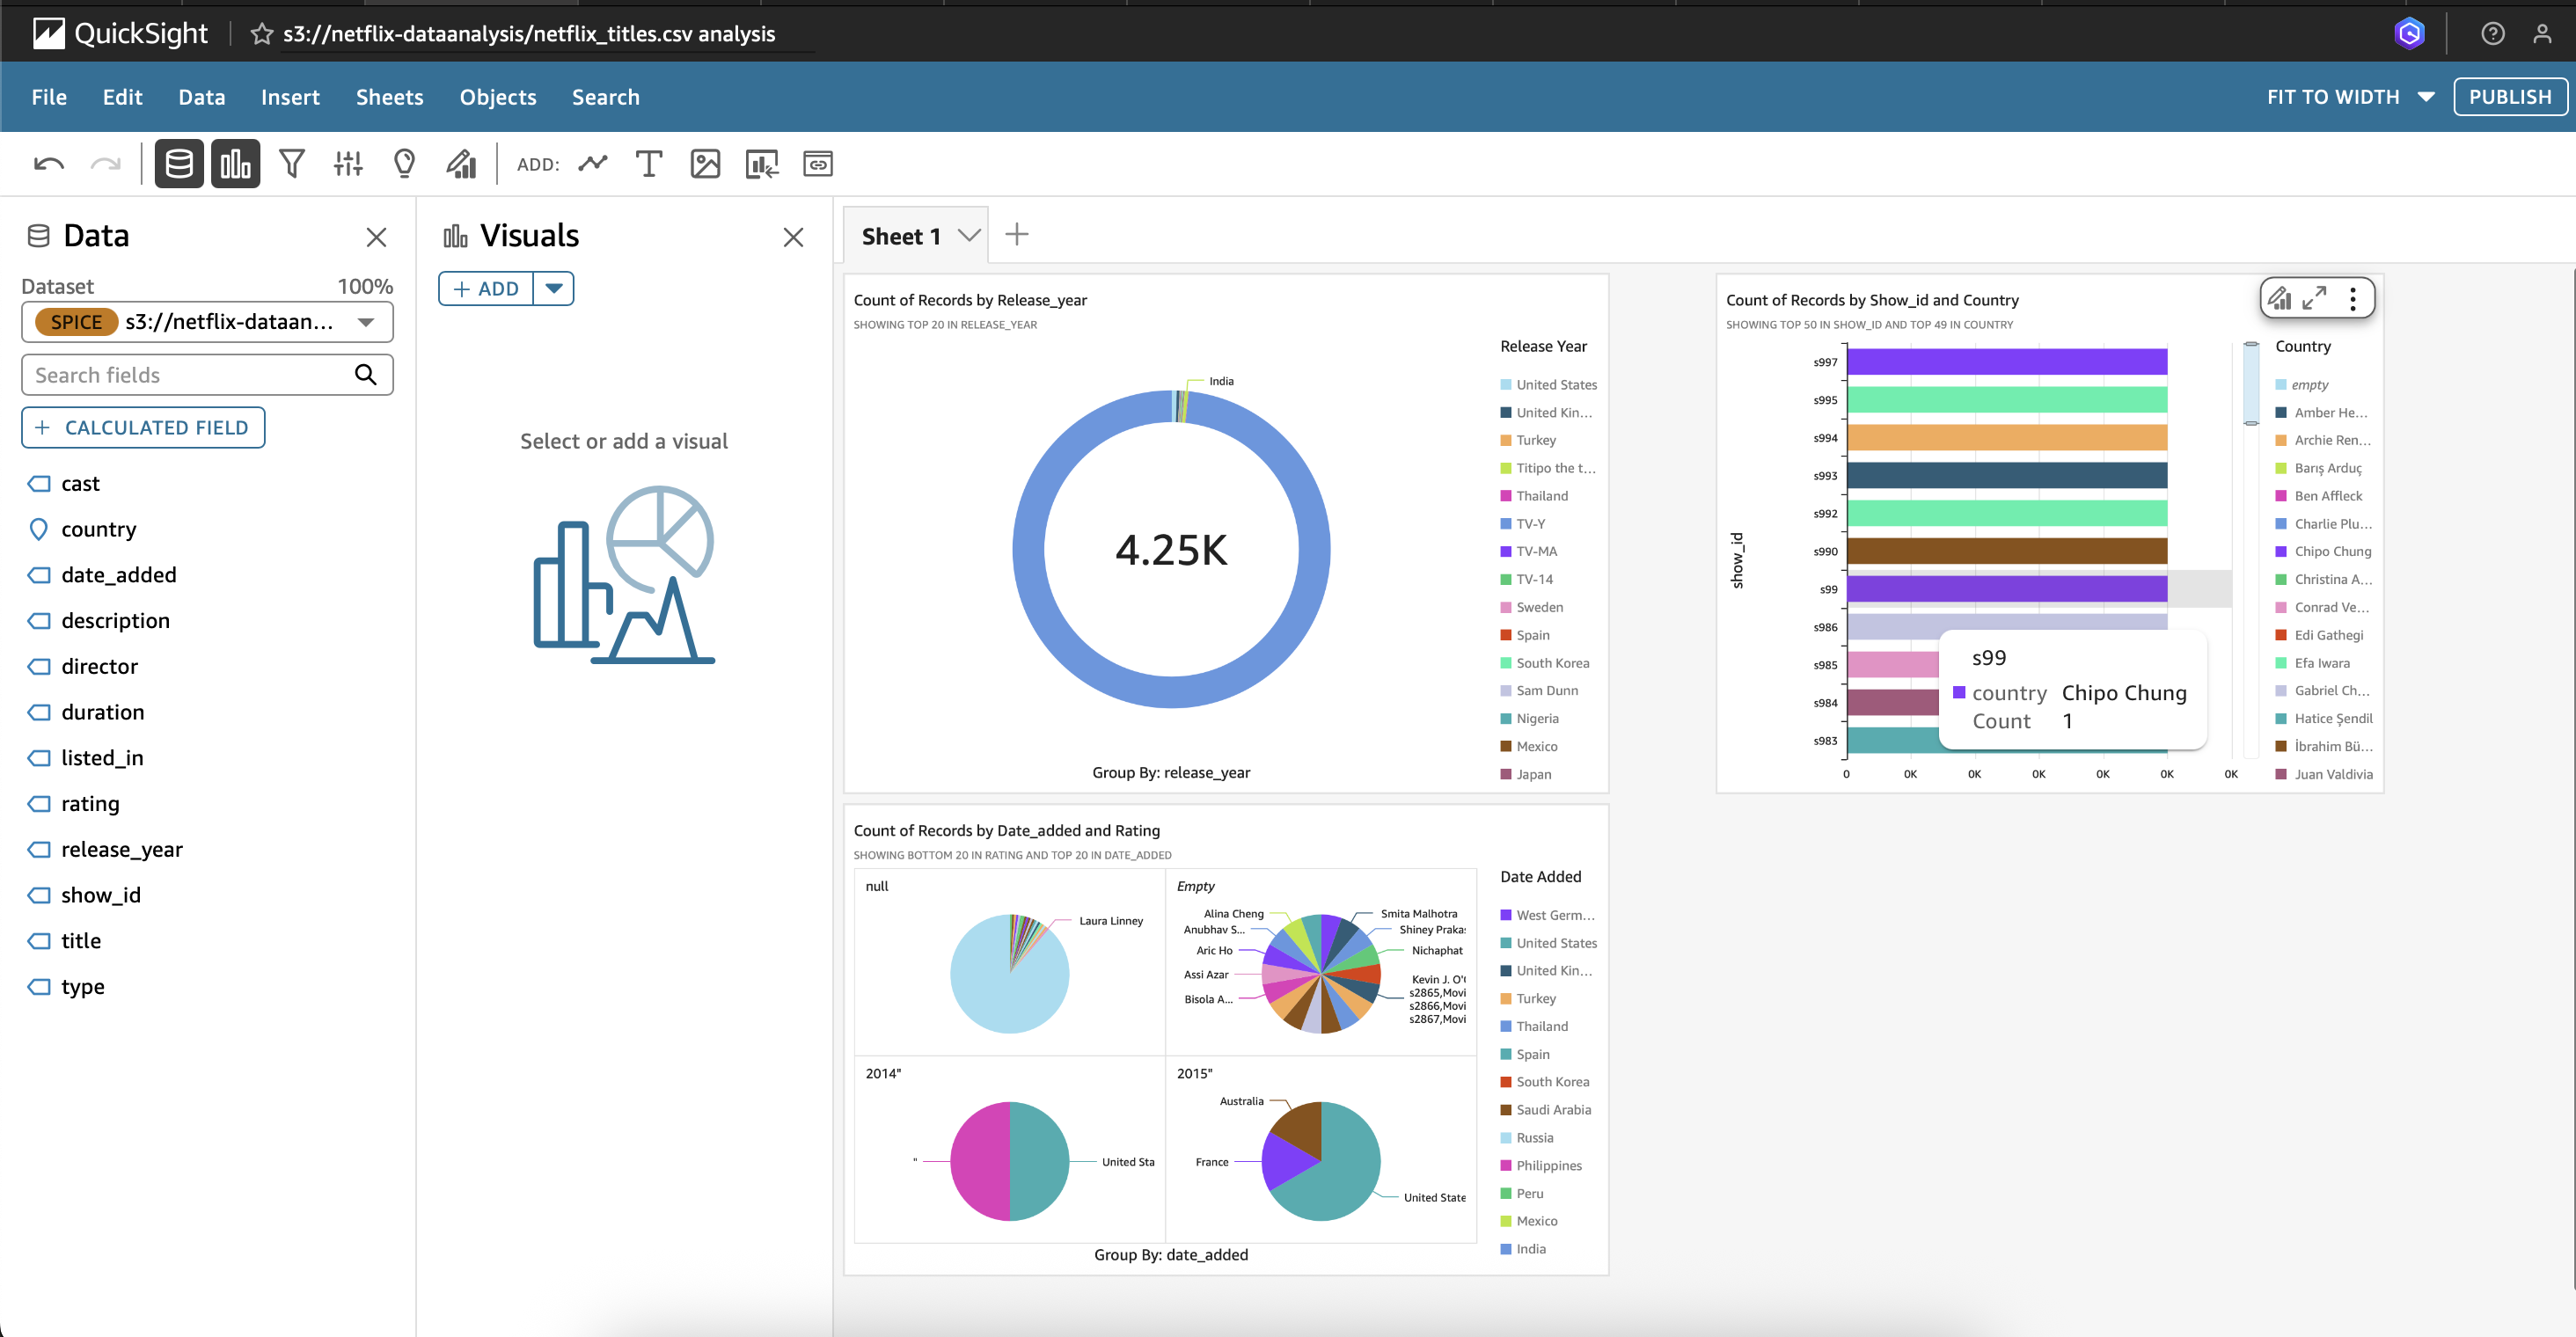 QuickSight
s3://netflix-dataanalysis/netflix_titles.csv analysis
File Edit Data Insert Sheets Objects Search
FIT TO WIDTH
PUBLISH
ADD:
Data
Dataset 100%
SPICE s3://netflix-dataan...
Search fields
+ CALCULATED FIELD
cast
country
date_added
description
director
duration
listed_in
rating
release_year
show_id
title
type
Visuals
+ ADD
Select or add a visual
Sheet 1
Count of Records by Release_year
SHOWING TOP 20 IN RELEASE_YEAR
India
4.25K
Group By: release_year
Release Year
United States
United Kin...
Turkey
Titipo the t...
Thailand
TV-Y
TV-MA
TV-14
Sweden
Spain
South Korea
Sam Dunn
Nigeria
Mexico
Japan
Count of Records by Show_id and Country
SHOWING TOP 50 IN SHOW_ID AND TOP 49 IN COUNTRY
show_id
s997
s995
s994
s993
s992
s990
s99
s986
s985
s984
s983
0 0K 0K 0K 0K 0K 0K
s99
country Chipo Chung
Count 1
Country
empty
Amber He...
Archie Ren...
Barış Arduç
Ben Affleck
Charlie Plu...
Chipo Chung
Christina A...
Conrad Ve...
Edi Gathegi
Efa Iwara
Gabriel Ch...
Hatice Şendil
İbrahim Bü...
Juan Valdivia
Count of Records by Date_added and Rating
SHOWING BOTTOM 20 IN RATING AND TOP 20 IN DATE_ADDED
null
Laura Linney
Empty
Alina Cheng
Anubhav S...
Aric Ho
Assi Azar
Bisola A...
Smita Malhotra
Shiney Prakas
Nichaphat
Kevin J. O'
s2865,Movi
s2866,Movi
s2867,Movi
2014"
"
United Sta
2015"
Australia
France
United State
Group By: date_added
Date Added
West Germ...
United States
United Kin...
Turkey
Thailand
Spain
South Korea
Saudi Arabia
Russia
Philippines
Peru
Mexico
India